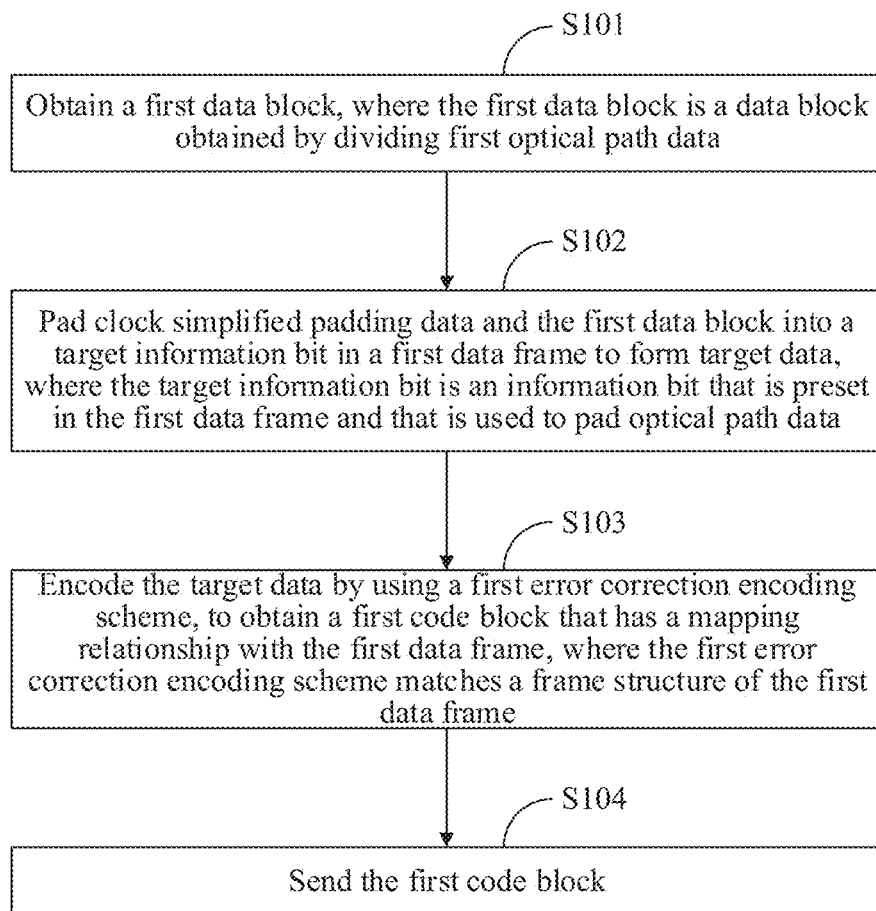 S101
Obtain a first data block, where the first data block is a data block
obtained by dividing first optical path data
S102
Pad clock simplified padding data and the first data block into a
target information bit in a first data frame to form target data,
where the target information bit is an information bit that is preset
in the first data frame and that is used to pad optical path data
S103
Encode the target data by using a first error correction encoding
scheme, to obtain a first code block that has a mapping
relationship with the first data frame, where the first error
correction encoding scheme matches a frame structure of the first
data frame
S104
Send the first code block